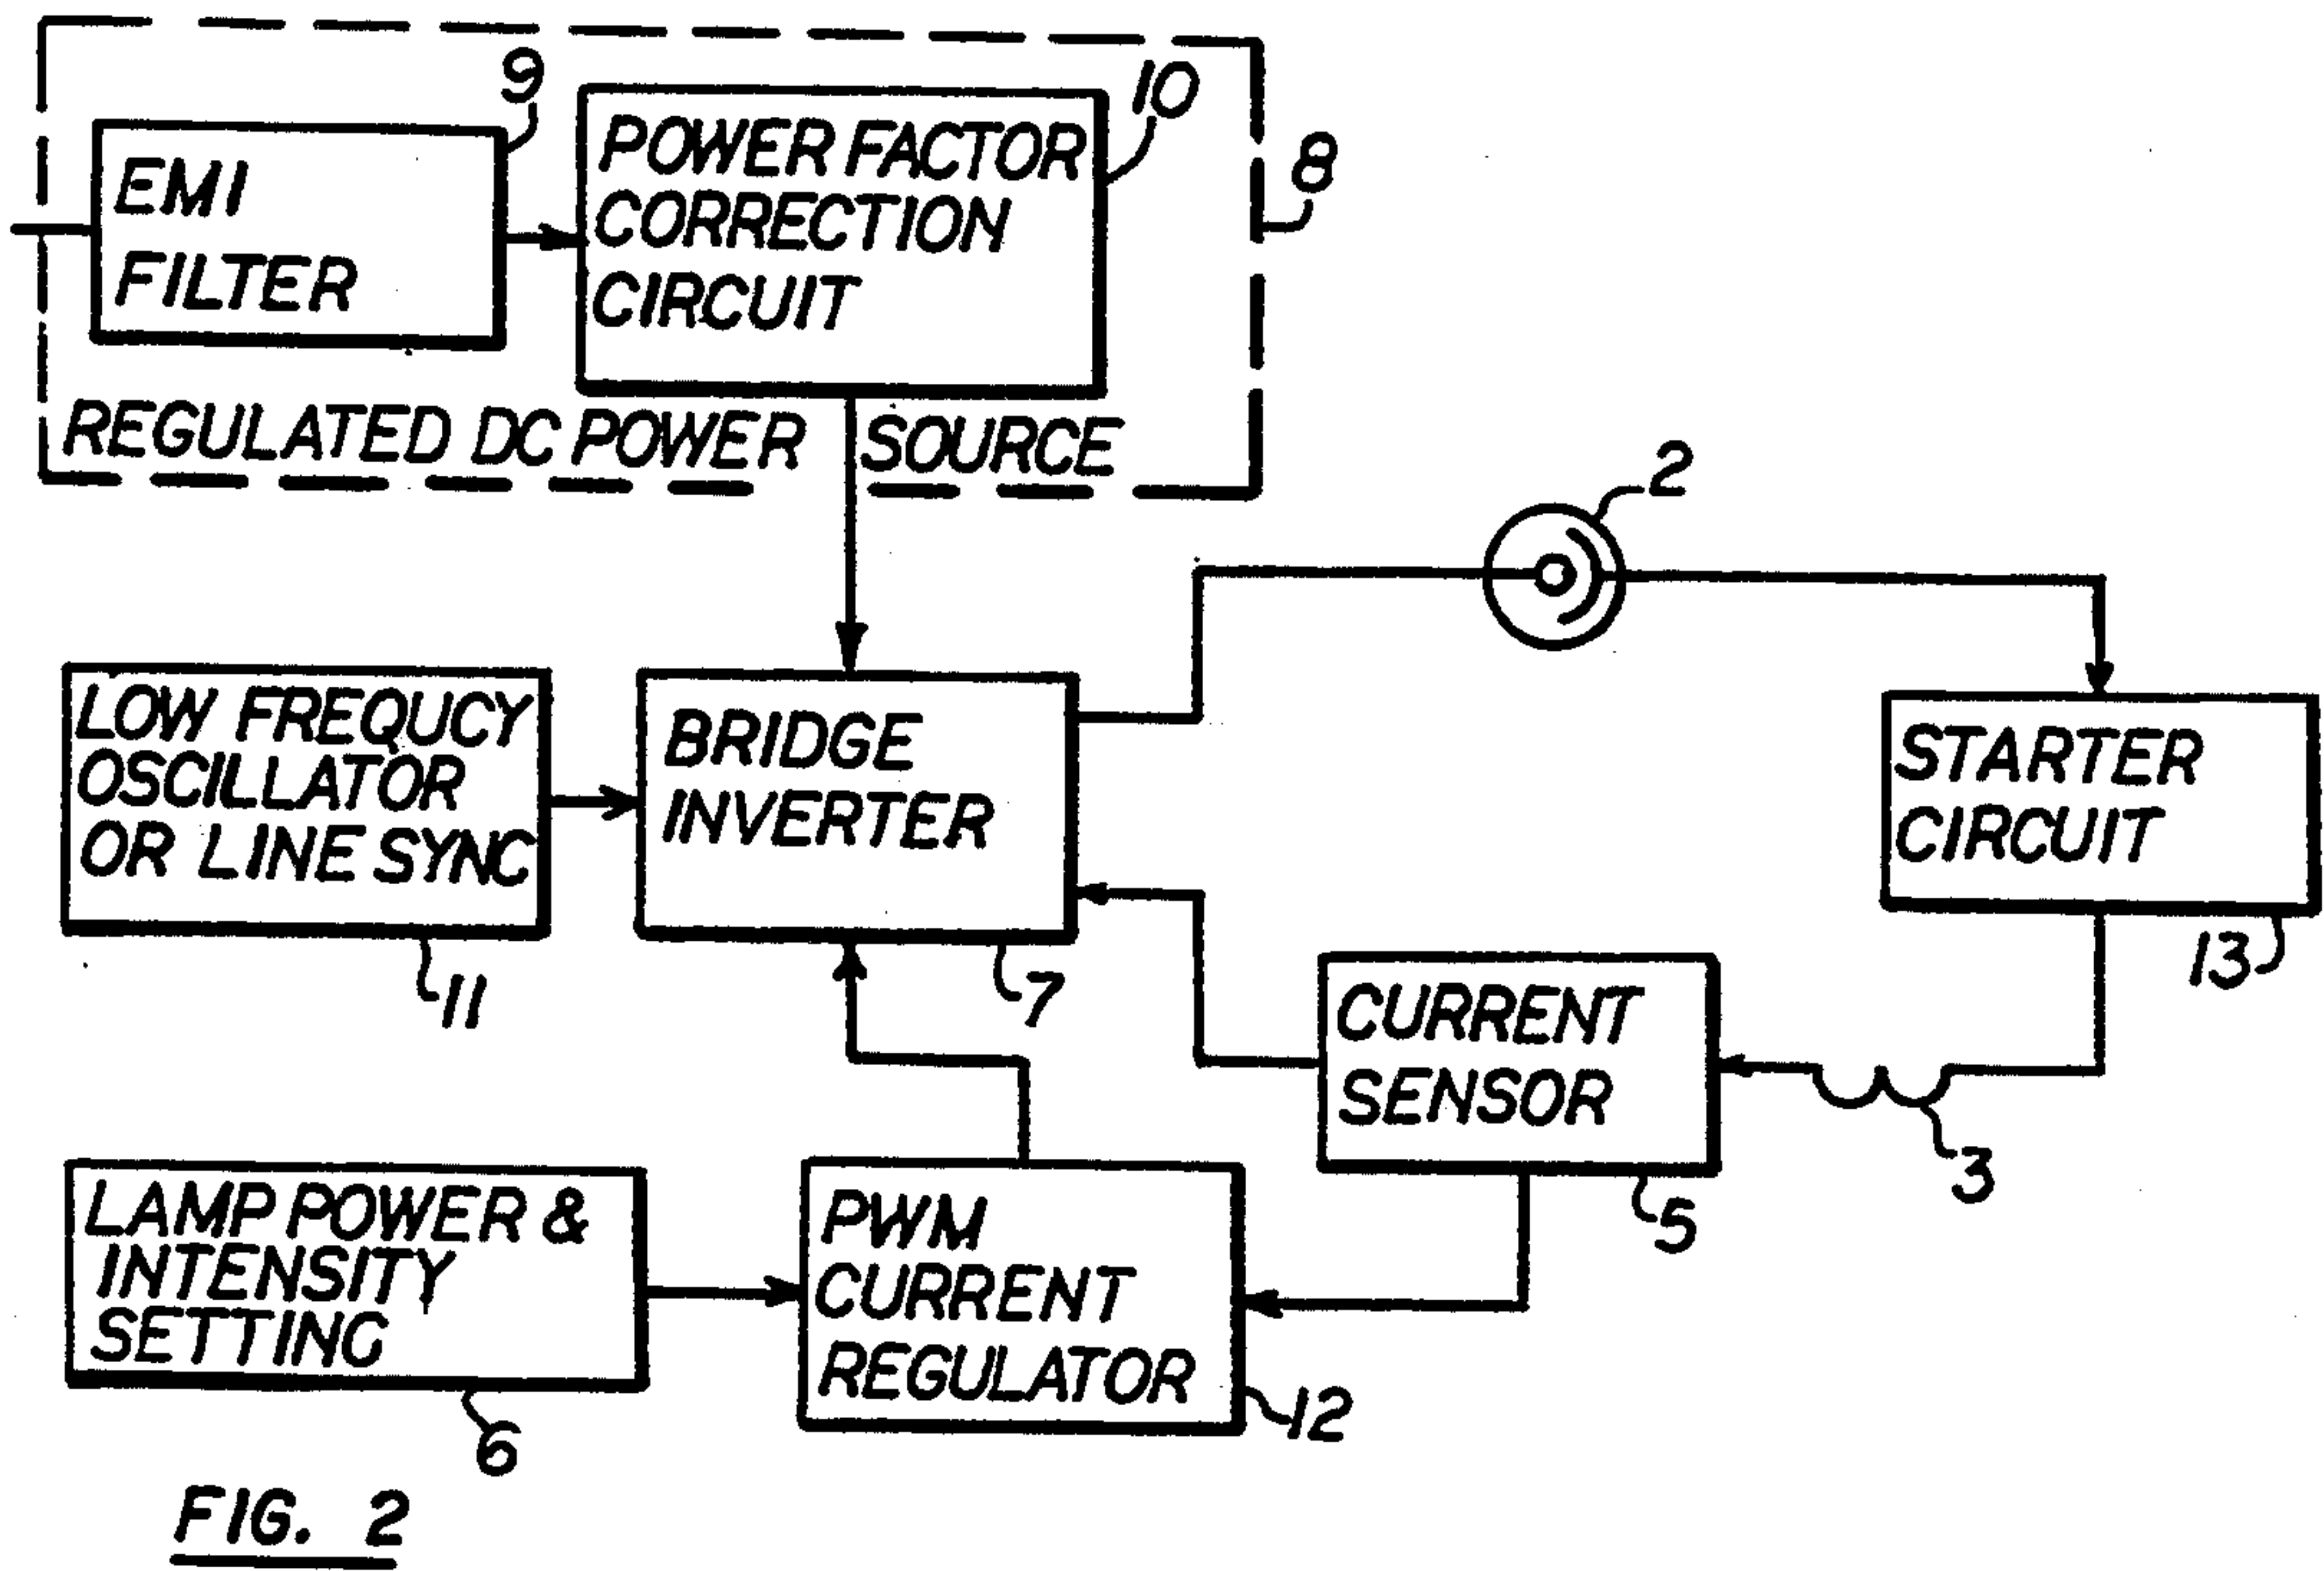 9
10
8
EMI
FILTER
POWER FACTOR
CORRECTION
CIRCUIT
REGULATED DC POWER SOURCE
2
LOW FREQUCY
OSCILLATOR
OR LINE SYNC
11
BRIDGE
INVERTER
7
STARTER
CIRCUIT
13
CURRENT
SENSOR
5
3
LAMP POWER &
INTENSITY
SETTING
6
PWM
CURRENT
REGULATOR
12
FIG. 2